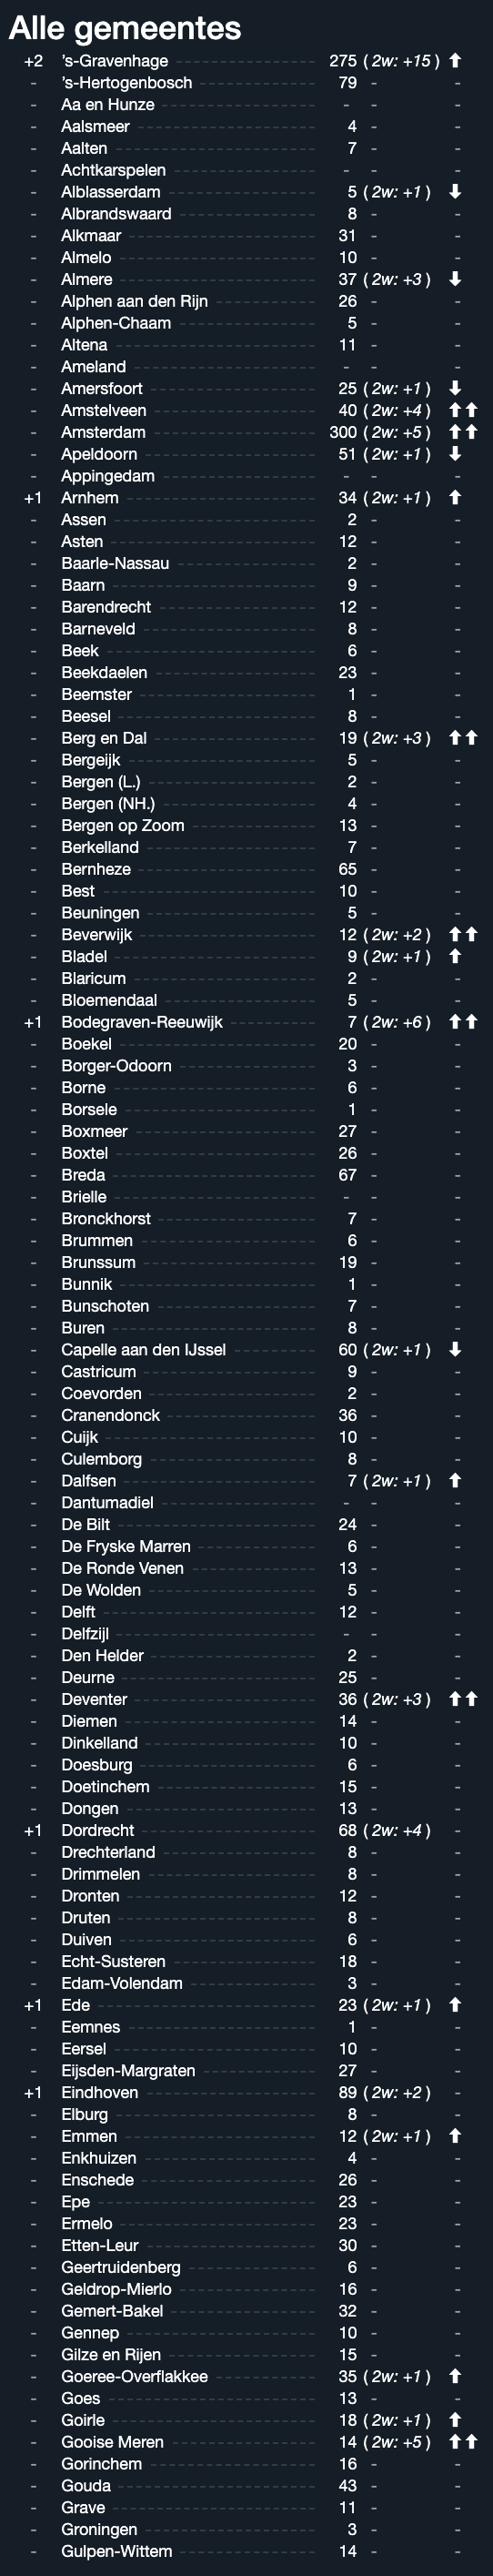 Alle gemeentes
+2 's-Gravenhage 275 ( 2w: +15 ) ⬆
- 's-Hertogenbosch 79 - -
- Aa en Hunze - - -
- Aalsmeer 4 - -
- Aalten 7 - -
- Achtkarspelen - - -
- Alblasserdam 5 ( 2w: +1 ) ⬇
- Albrandswaard 8 - -
- Alkmaar 31 - -
- Almelo 10 - -
- Almere 37 ( 2w: +3 ) ⬇
- Alphen aan den Rijn 26 - -
- Alphen-Chaam 5 - -
- Altena 11 - -
- Ameland - - -
- Amersfoort 25 ( 2w: +1 ) ⬇
- Amstelveen 40 ( 2w: +4 ) ⬆⬆
- Amsterdam 300 ( 2w: +5 ) ⬆⬆
- Apeldoorn 51 ( 2w: +1 ) ⬇
- Appingedam - - -
+1 Arnhem 34 ( 2w: +1 ) ⬆
- Assen 2 - -
- Asten 12 - -
- Baarle-Nassau 2 - -
- Baarn 9 - -
- Barendrecht 12 - -
- Barneveld 8 - -
- Beek 6 - -
- Beekdaelen 23 - -
- Beemster 1 - -
- Beesel 8 - -
- Berg en Dal 19 ( 2w: +3 ) ⬆⬆
- Bergeijk 5 - -
- Bergen (L.) 2 - -
- Bergen (NH.) 4 - -
- Bergen op Zoom 13 - -
- Berkelland 7 - -
- Bernheze 65 - -
- Best 10 - -
- Beuningen 5 - -
- Beverwijk 12 ( 2w: +2 ) ⬆⬆
- Bladel 9 ( 2w: +1 ) ⬆
- Blaricum 2 - -
- Bloemendaal 5 - -
+1 Bodegraven-Reeuwijk 7 ( 2w: +6 ) ⬆⬆
- Boekel 20 - -
- Borger-Odoorn 3 - -
- Borne 6 - -
- Borsele 1 - -
- Boxmeer 27 - -
- Boxtel 26 - -
- Breda 67 - -
- Brielle - - -
- Bronckhorst 7 - -
- Brummen 6 - -
- Brunssum 19 - -
- Bunnik 1 - -
- Bunschoten 7 - -
- Buren 8 - -
- Capelle aan den IJssel 60 ( 2w: +1 ) ⬇
- Castricum 9 - -
- Coevorden 2 - -
- Cranendonck 36 - -
- Cuijk 10 - -
- Culemborg 8 - -
- Dalfsen 7 ( 2w: +1 ) ⬆
- Dantumadiel - - -
- De Bilt 24 - -
- De Fryske Marren 6 - -
- De Ronde Venen 13 - -
- De Wolden 5 - -
- Delft 12 - -
- Delfzijl - - -
- Den Helder 2 - -
- Deurne 25 - -
- Deventer 36 ( 2w: +3 ) ⬆⬆
- Diemen 14 - -
- Dinkelland 10 - -
- Doesburg 6 - -
- Doetinchem 15 - -
- Dongen 13 - -
+1 Dordrecht 68 ( 2w: +4 ) -
- Drechterland 8 - -
- Drimmelen 8 - -
- Dronten 12 - -
- Druten 8 - -
- Duiven 6 - -
- Echt-Susteren 18 - -
- Edam-Volendam 3 - -
+1 Ede 23 ( 2w: +1 ) ⬆
- Eemnes 1 - -
- Eersel 10 - -
- Eijsden-Margraten 27 - -
+1 Eindhoven 89 ( 2w: +2 ) -
- Elburg 8 - -
- Emmen 12 ( 2w: +1 ) ⬆
- Enkhuizen 4 - -
- Enschede 26 - -
- Epe 23 - -
- Ermelo 23 - -
- Etten-Leur 30 - -
- Geertruidenberg 6 - -
- Geldrop-Mierlo 16 - -
- Gemert-Bakel 32 - -
- Gennep 10 - -
- Gilze en Rijen 15 - -
- Goeree-Overflakkee 35 ( 2w: +1 ) ⬆
- Goes 13 - -
- Goirle 18 ( 2w: +1 ) ⬆
- Gooise Meren 14 ( 2w: +5 ) ⬆⬆
- Gorinchem 16 - -
- Gouda 43 - -
- Grave 11 - -
- Groningen 3 - -
- Gulpen-Wittem 14 - -